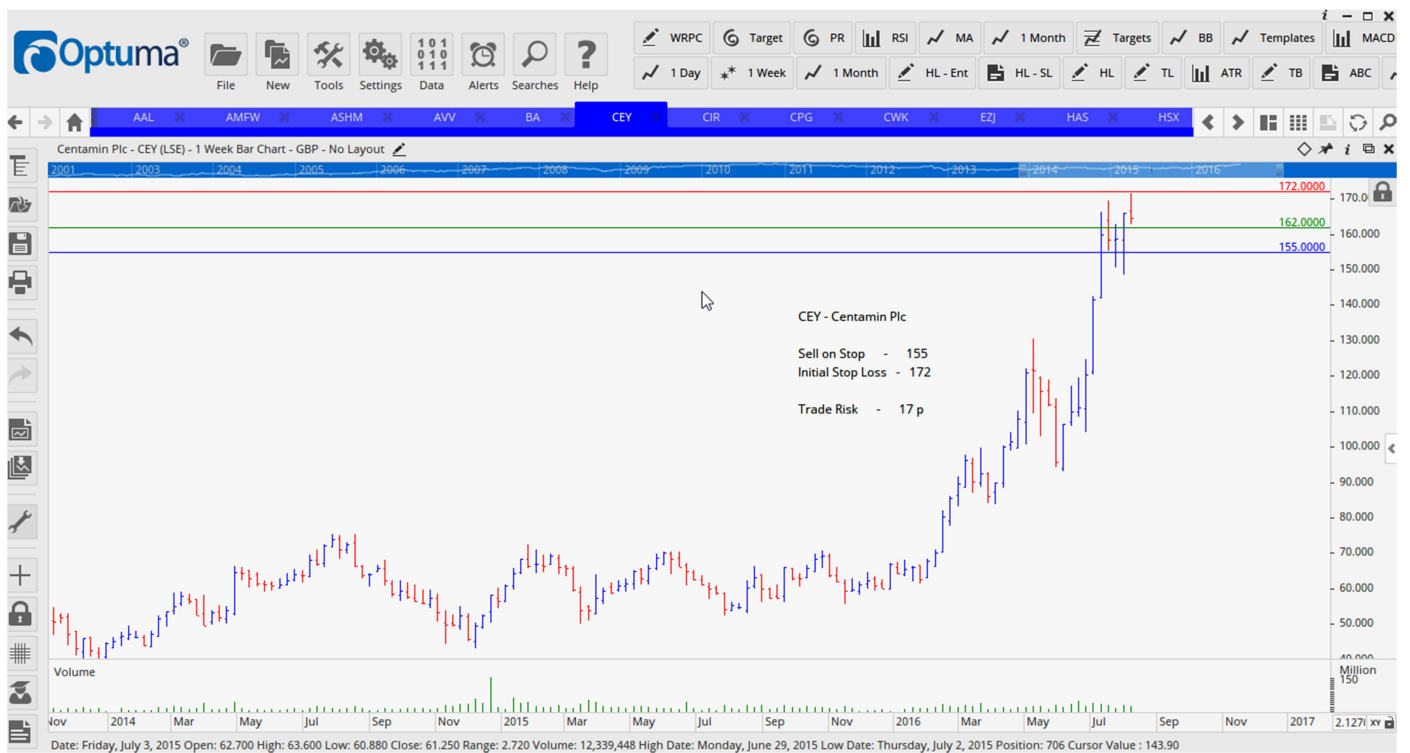 Optuma®
File New Tools Settings Data Alerts Searches Help
101
010
111
WRPC Target PR RSI MA 1 Month Targets BB Templates MACD
1 Day 1 Week 1 Month HL - Ent HL - SL HL TL ATR TB ABC
AAL AMFW ASHM AVV BA CEY CIR CPG CWK EZJ HAS HSX
Centamin Plc - CEY (LSE) - 1 Week Bar Chart - GBP - No Layout
2001 2003 2004 2005 2006 2007 2008 2009 2010 2011 2012 2013 2014 2015 2016
172.0000
170.0
162.0000
160.000
155.0000
150.000
140.000
CEY - Centamin Plc
130.000
Sell on Stop - 155
Initial Stop Loss - 172
120.000
Trade Risk - 17 p
110.000
100.000
90.000
80.000
70.000
60.000
50.000
40.000
Volume
Million
150
Nov 2014 Mar May Jul Sep Nov 2015 Mar May Jul Sep Nov 2016 Mar May Jul Sep Nov 2017 2.127( XY
Date: Friday, July 3, 2015 Open: 62.700 High: 63.600 Low: 60.880 Close: 61.250 Range: 2.720 Volume: 12,339,448 High Date: Monday, June 29, 2015 Low Date: Thursday, July 2, 2015 Position: 706 Cursor Value : 143.90